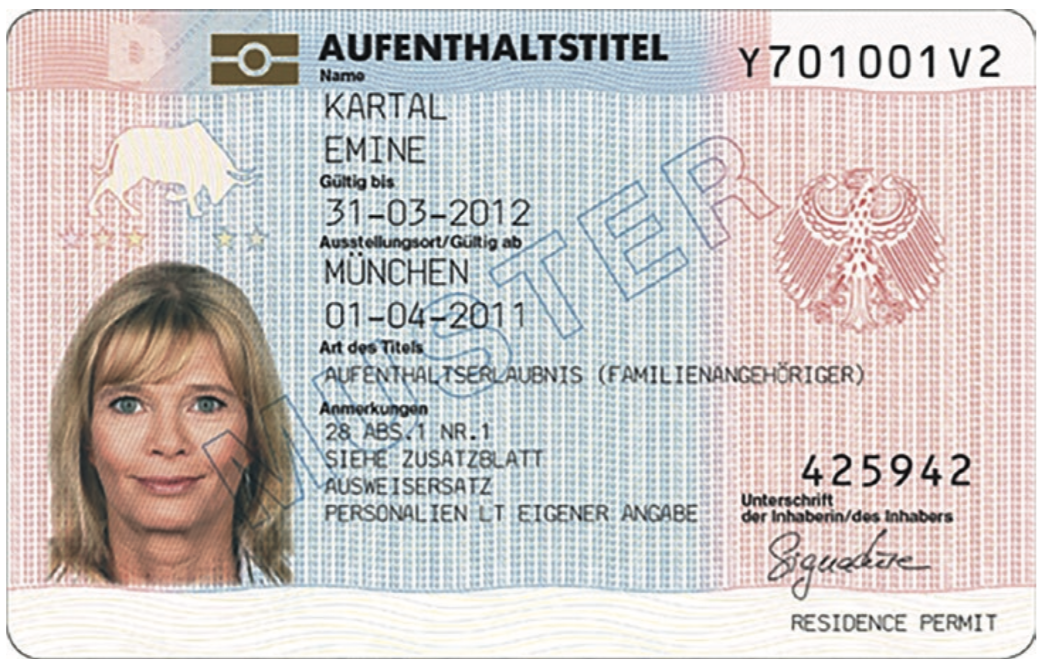 D
AUFENTHALTSTITEL
Y701001V2
Name
KARTAL
EMINE
Gültig bis
31-03-2012
Ausstellungsort/Gültig ab
MÜNCHEN
01-04-2011
Art des Titels
AUFENTHALTSERLAUBNIS (FAMILIENANGEHÖRIGER)
Anmerkungen
28 ABS.1 NR.1
SIEHE ZUSATZBLATT
AUSWEISERSATZ
PERSONALIEN LT EIGENER ANGABE
MUSTER
425942
Unterschrift
der Inhaberin/des Inhabers
Signature
RESIDENCE PERMIT